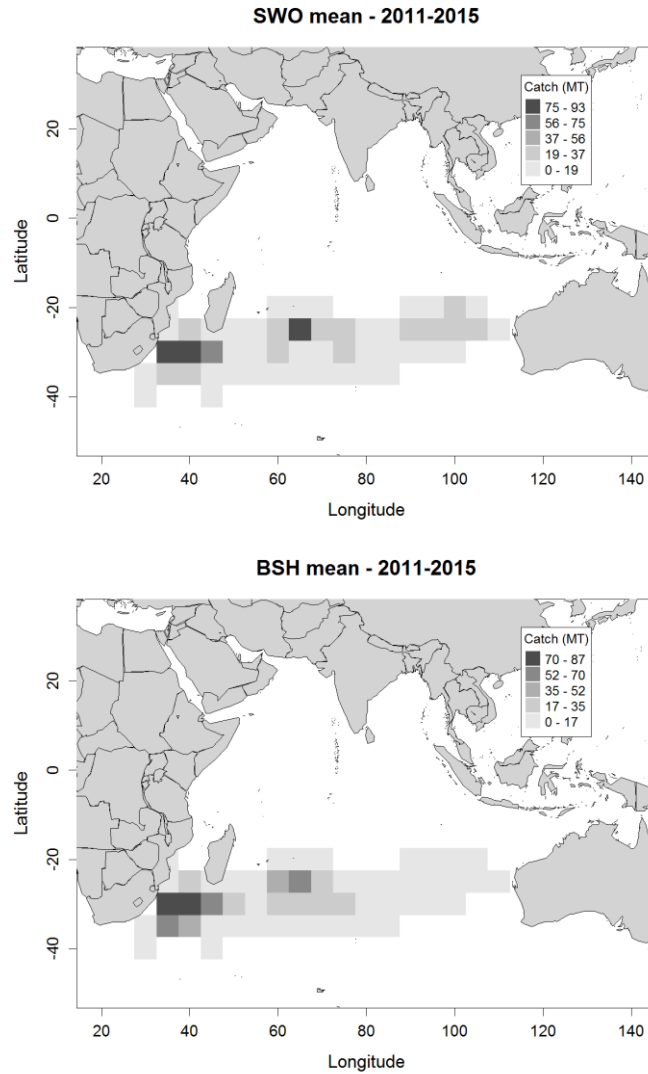 SWO mean - 2011-2015
Catch (MT)
75 - 93
56 - 75
37 - 56
19 - 37
0 - 19
20
0
-20
-40
Latitude
20 40 60 80 100 120 140
Longitude
BSH mean - 2011-2015
Catch (MT)
70 - 87
52 - 70
35 - 52
17 - 35
0 - 17
20
0
-20
-40
Latitude
20 40 60 80 100 120 140
Longitude